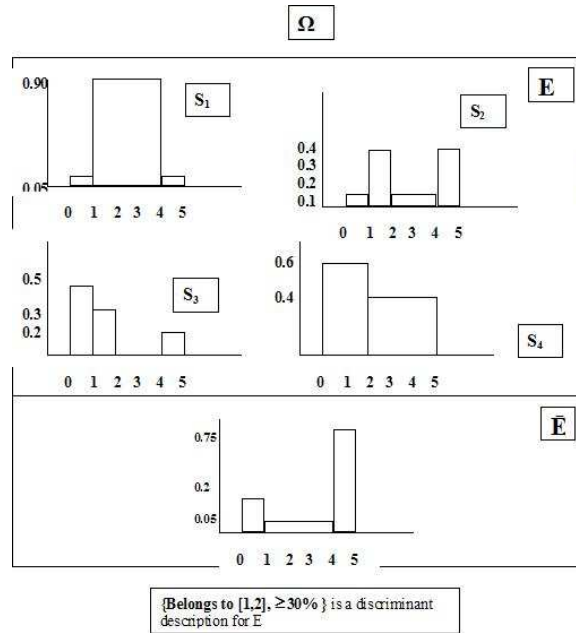 Ω
E
0.90
0.05
S1
0 1 2 3 4 5
S2
0.4
0.3
0.2
0.1
0 1 2 3 4 5
0.5
0.3
0.2
S3
0 1 2 3 4 5
0.6
0.4
S4
0 1 2 3 4 5
Ē
0.75
0.2
0.05
0 1 2 3 4 5
{Belongs to [1,2], ≥30% } is a discriminant
description for E